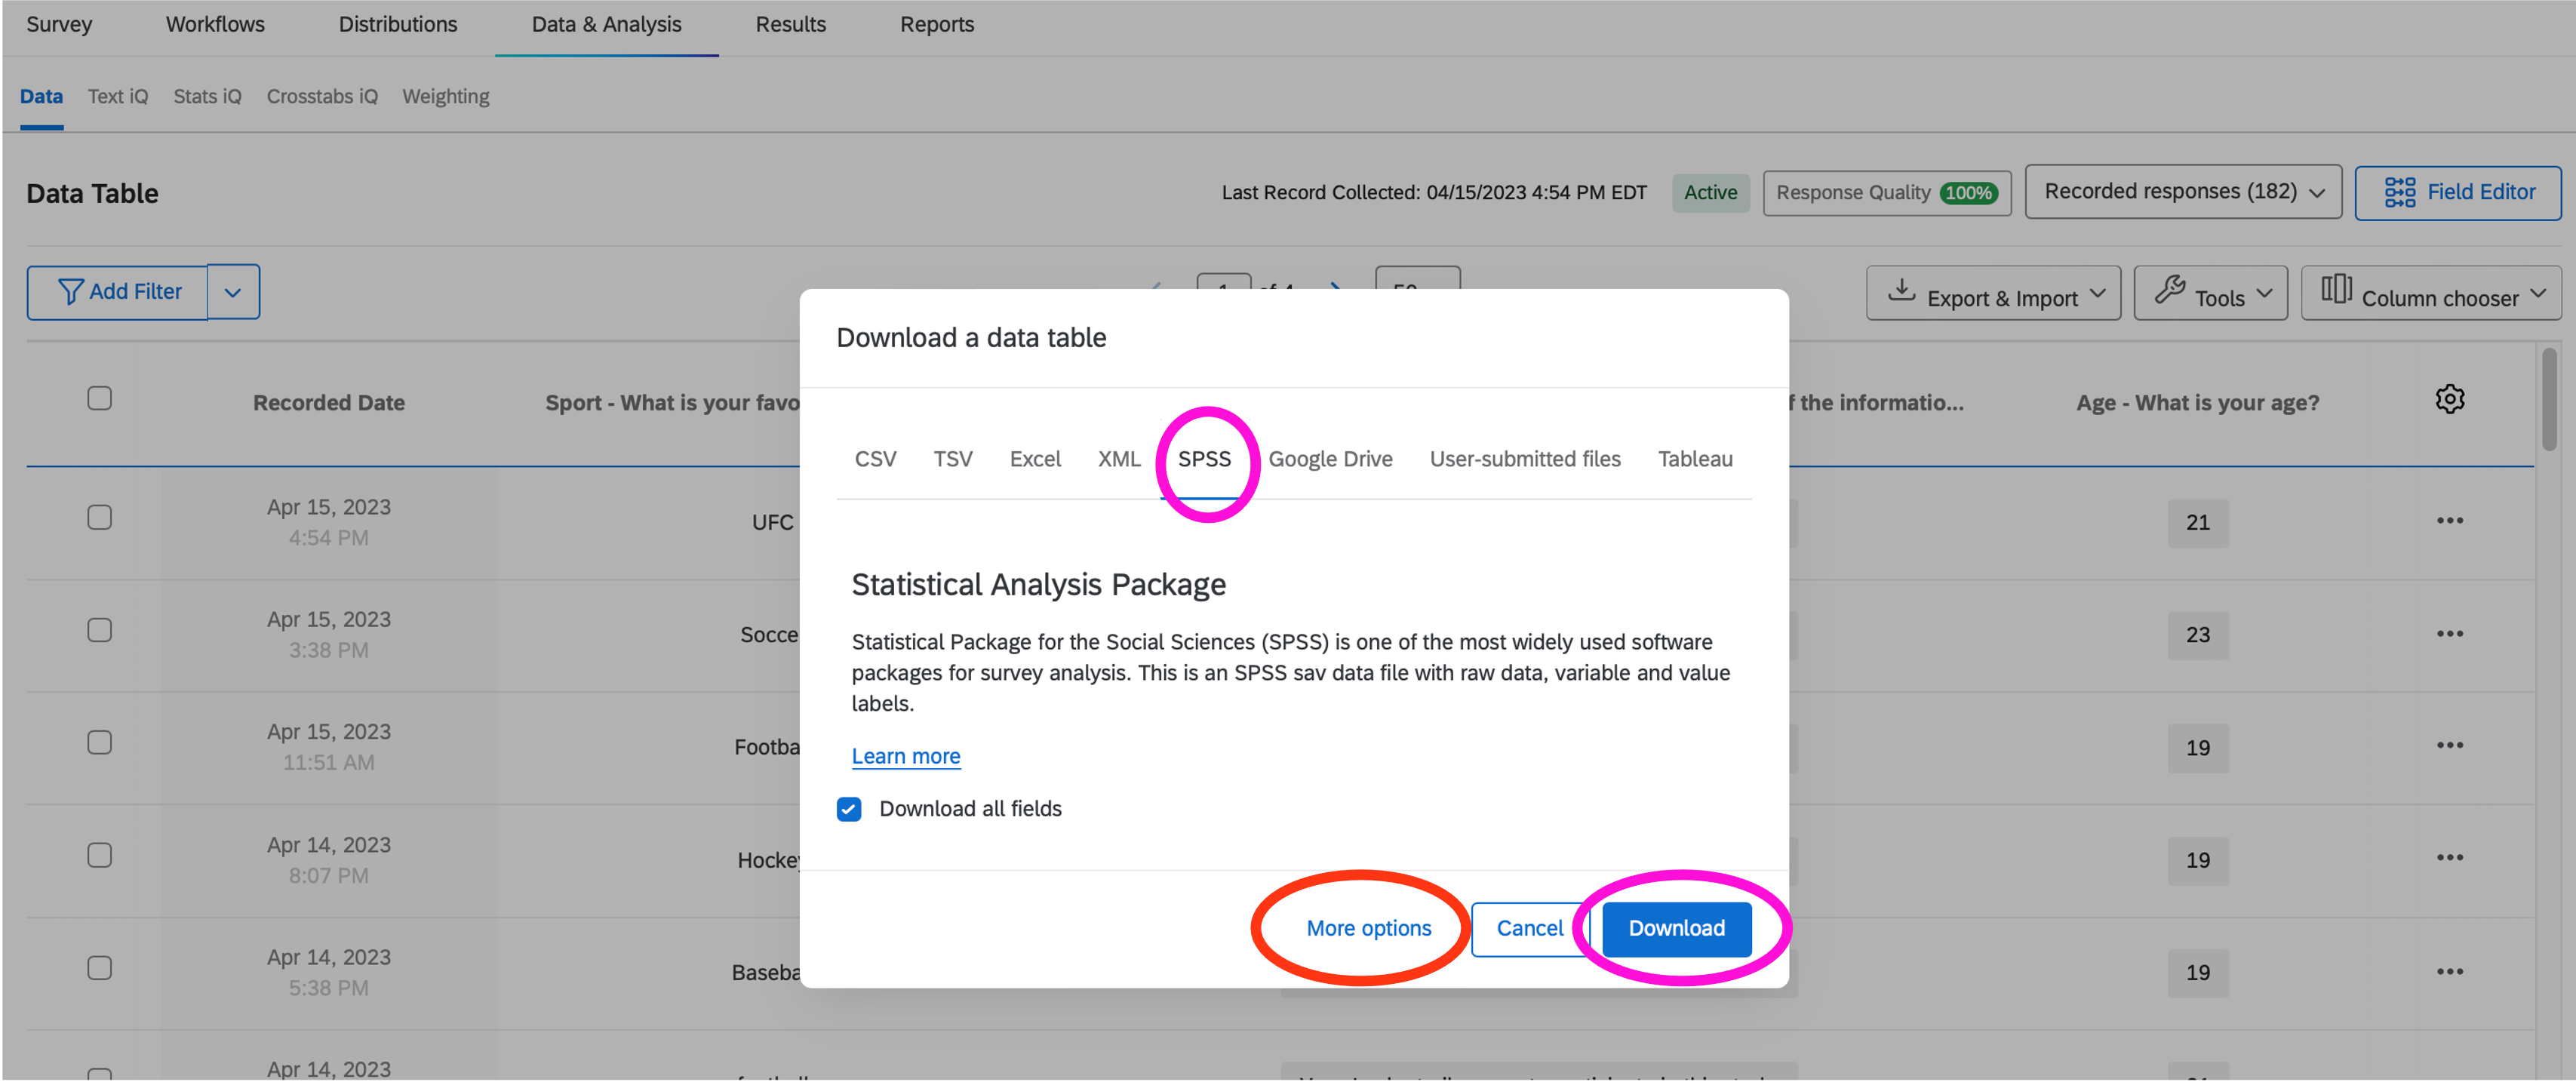 Survey Workflows Distributions Data & Analysis Results Reports
Data Text iQ Stats iQ Crosstabs iQ Weighting
Data Table Last Record Collected: 04/15/2023 4:54 PM EDT Active Response Quality 100% Recorded responses (182) Field Editor
Add Filter Export & Import Tools Column chooser
Download a data table
Recorded Date Sport - What is your favo the informatio... Age - What is your age?
CSV TSV Excel XML SPSS Google Drive User-submitted files Tableau
Apr 15, 2023
4:54 PM
UFC 21
Statistical Analysis Package
Apr 15, 2023
3:38 PM
Socce 23
Statistical Package for the Social Sciences (SPSS) is one of the most widely used software
packages for survey analysis. This is an SPSS sav data file with raw data, variable and value
labels.
Apr 15, 2023
11:51 AM
Footba 19
Learn more
Download all fields
Apr 14, 2023
8:07 PM
Hockey 19
More options Cancel Download
Apr 14, 2023
5:38 PM
Baseba 19
Apr 14, 2023